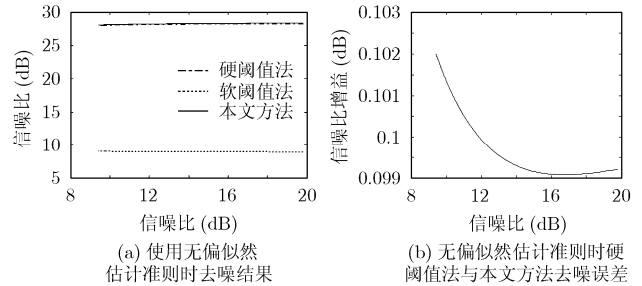 30
25
20
15
10
5
信噪比 (dB)
硬阈值法
软阈值法
本文方法
8
12
16
20
信噪比 (dB)
(a) 使用无偏似然
估计准则时去噪结果
0.103
0.102
0.101
0.1
0.099
信噪比增益 (dB)
8
12
16
20
信噪比 (dB)
(b) 无偏似然估计准则时硬
阈值法与本文方法去噪误差